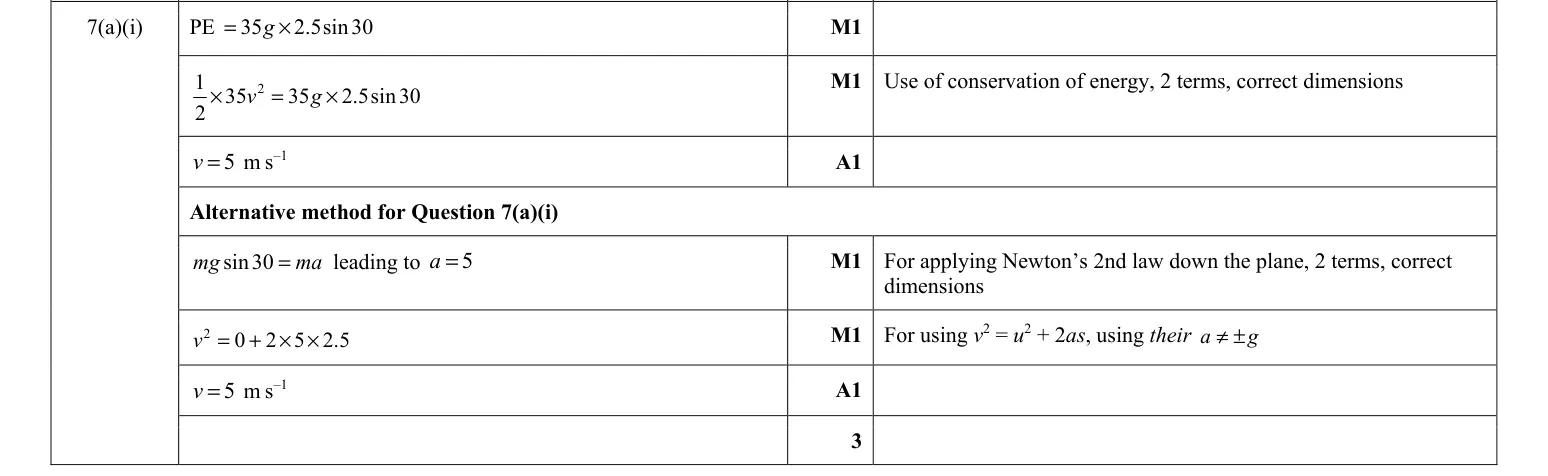 7(a)(i) PE = 35g × 2.5 sin 30 M1
1/2 × 35v² = 35g × 2.5 sin 30 M1 Use of conservation of energy, 2 terms, correct dimensions
v = 5 m s⁻¹ A1
Alternative method for Question 7(a)(i)
mg sin 30 = ma leading to a = 5 M1 For applying Newton’s 2nd law down the plane, 2 terms, correct
dimensions
v² = 0 + 2 × 5 × 2.5 M1 For using v² = u² + 2as, using their a ≠ ±g
v = 5 m s⁻¹ A1
3